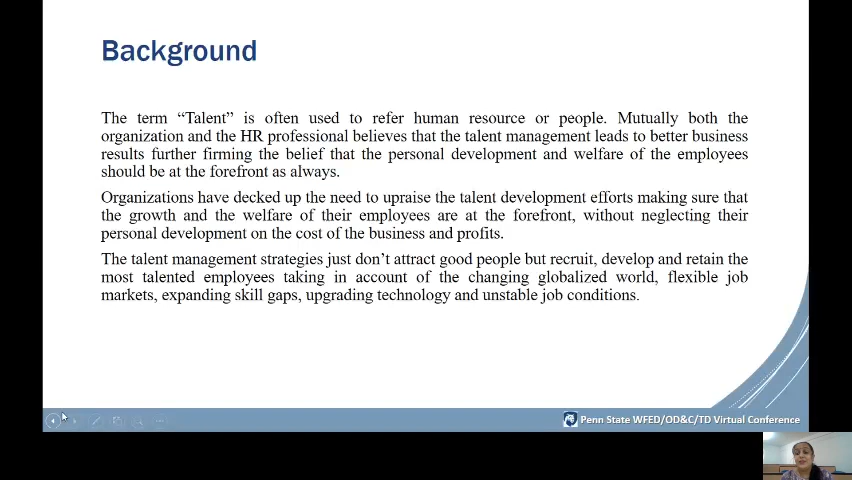 Background
The term “Talent” is often used to refer human resource or people. Mutually both the
organization and the HR professional believes that the talent management leads to better business
results further firming the belief that the personal development and welfare of the employees
should be at the forefront as always.
Organizations have decked up the need to upraise the talent development efforts making sure that
the growth and the welfare of their employees are at the forefront, without neglecting their
personal development on the cost of the business and profits.
The talent management strategies just don’t attract good people but recruit, develop and retain the
most talented employees taking in account of the changing globalized world, flexible job
markets, expanding skill gaps, upgrading technology and unstable job conditions.
Penn State WFED/OD&C/TD Virtual Conference